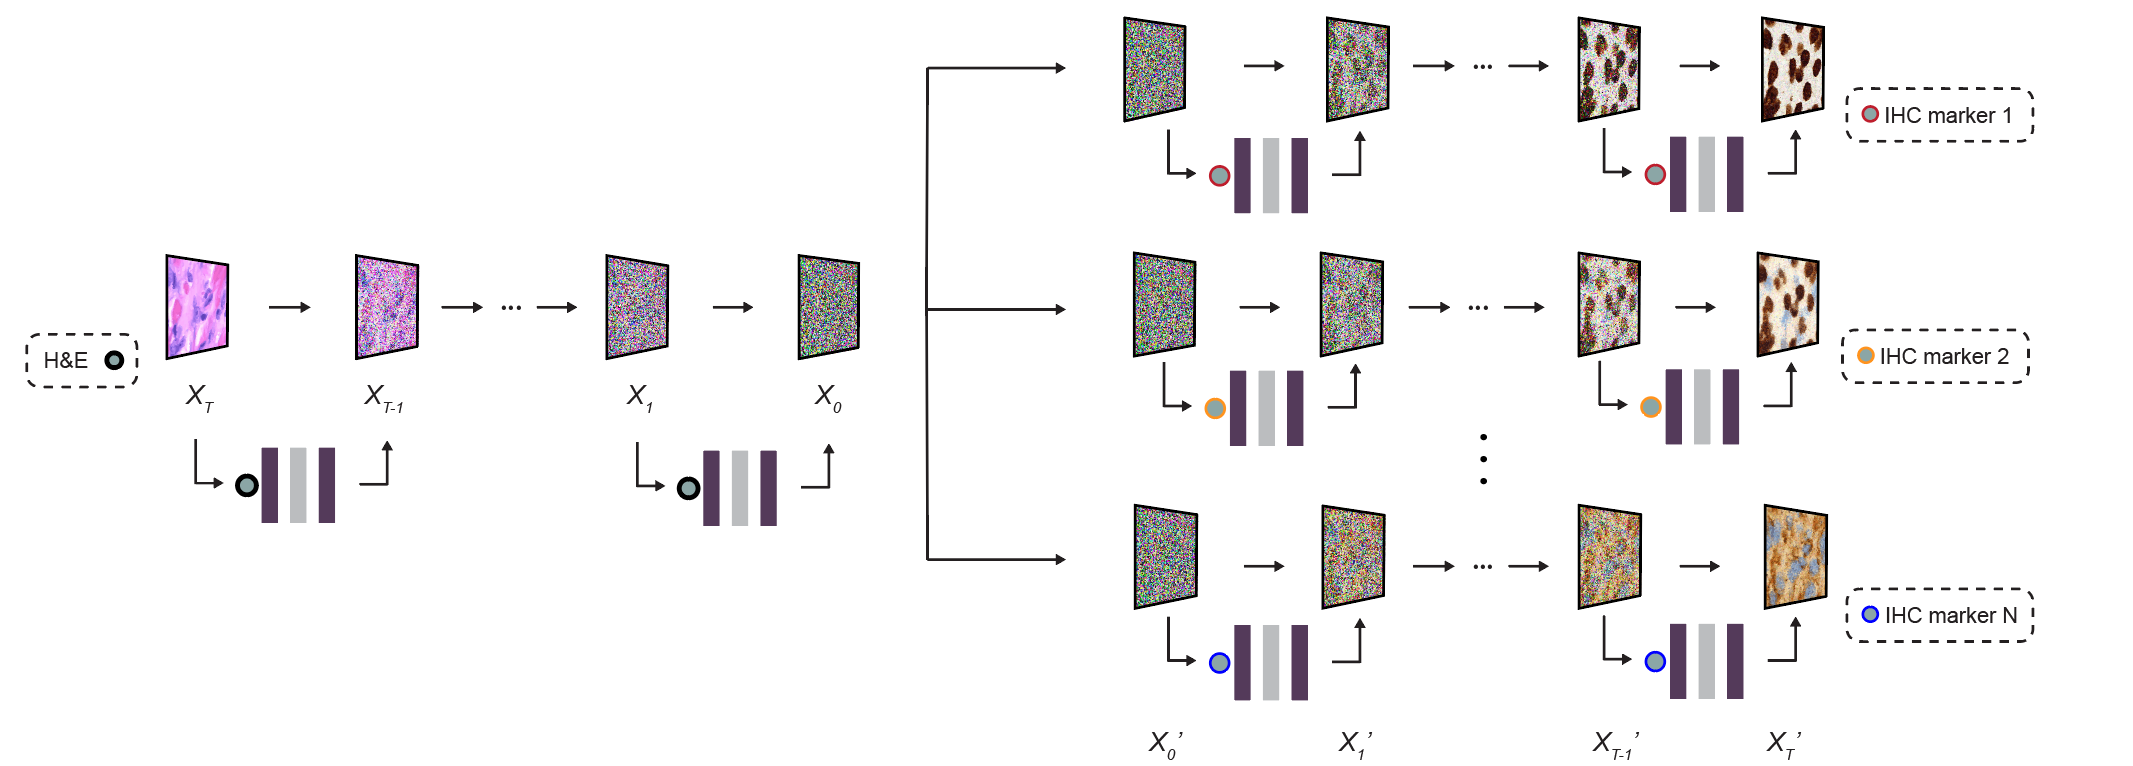 IHC marker 1
H&E
X_T
X_{T-1}
...
X_1
X_0
...
IHC marker 2
...
IHC marker N
...
X_0’
X_1’
X_{T-1}’
X_T’